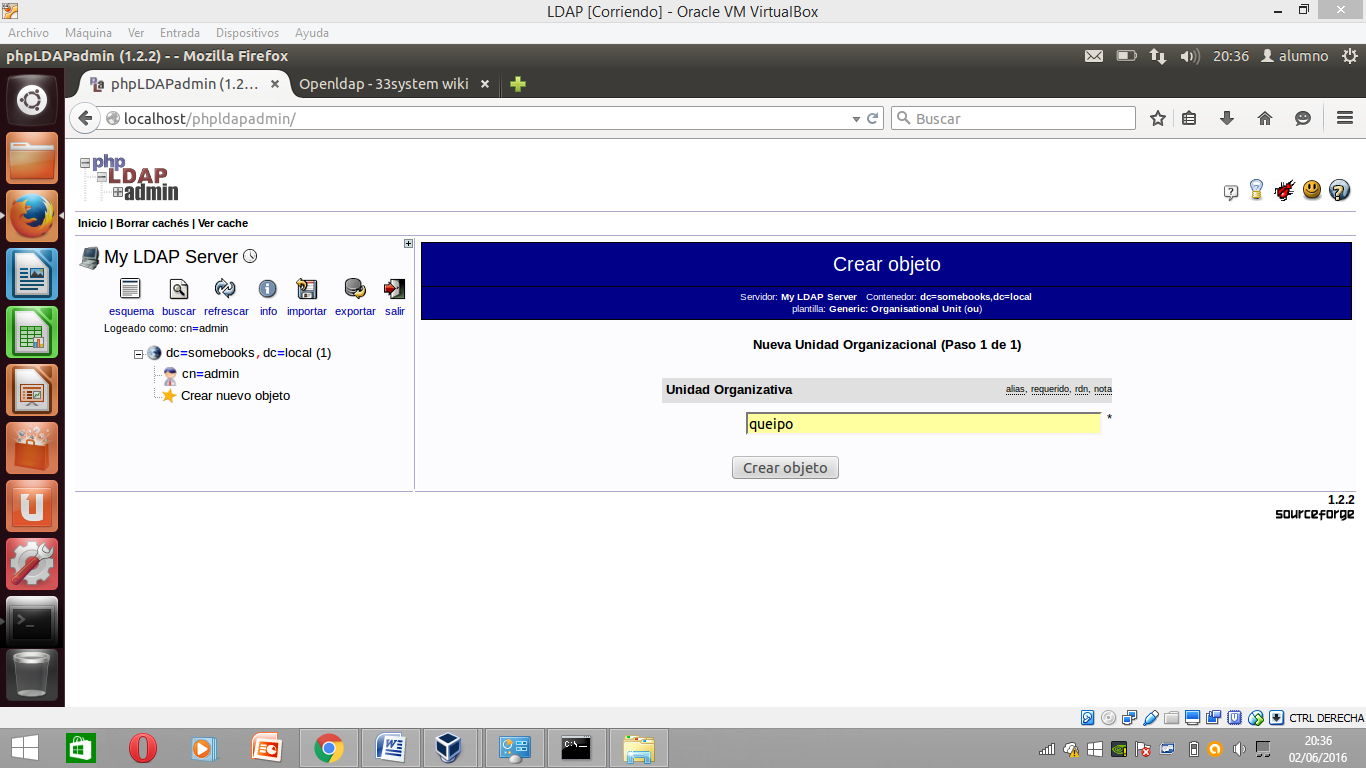 LDAP [Corriendo] - Oracle VM VirtualBox
Archivo Máquina Ver Entrada Dispositivos Ayuda
phpLDAPadmin (1.2.2) - - Mozilla Firefox 20:36 alumno
phpLDAPadmin (1.2... Openldap - 33system wiki
localhost/phpldapadmin/ Buscar
php
LDAP
admin
Inicio | Borrar cachés | Ver cache
My LDAP Server
esquema buscar refrescar info importar exportar salir
Logeado como: cn=admin
dc=somebooks,dc=local (1)
cn=admin
Crear nuevo objeto
Crear objeto
Servidor: My LDAP Server Contenedor: dc=somebooks,dc=local
plantilla: Generic: Organisational Unit (ou)
Nueva Unidad Organizacional (Paso 1 de 1)
Unidad Organizativa alias, requerido, rdn, nota
queipo *
Crear objeto
1.2.2
sourceforge
CTRL DERECHA
20:36
02/06/2016